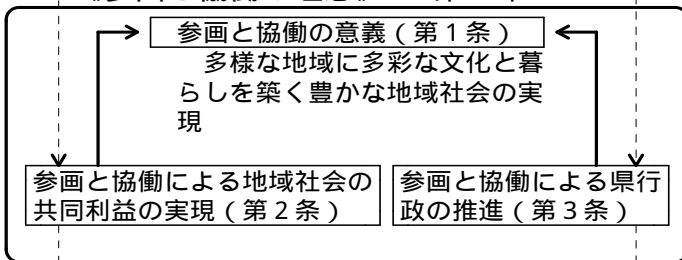 参画と協働の意義(第1条)
多様な地域に多彩な文化と暮
らしを築く豊かな地域社会の実
現
参画と協働による地域社会の
共同利益の実現(第2条)
参画と協働による県行
政の推進(第3条)